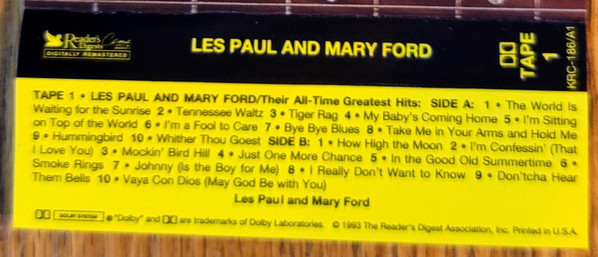 Reader's
Digest
DIGITALLY REMASTERED
LES PAUL AND MARY FORD
TAPE
1
KRC-186/A1
TAPE 1 • LES PAUL AND MARY FORD/Their All-Time Greatest Hits: SIDE A: 1 • The World Is
Waiting for the Sunrise 2 • Tennessee Waltz 3 • Tiger Rag 4 • My Baby's Coming Home 5 • I'm Sitting
on Top of the World 6 • I'm a Fool to Care 7 • Bye Bye Blues 8 • Take Me in Your Arms and Hold Me
9 • Hummingbird 10 • Whither Thou Goest SIDE B: 1 • How High the Moon 2 • I'm Confessin' (That
I Love You) 3 • Mockin' Bird Hill 4 • Just One More Chance 5 • In the Good Old Summertime 6 •
Smoke Rings 7 • Johnny (Is the Boy for Me) 8 • I Really Don't Want to Know 9 • Don'tcha Hear
Them Bells 10 • Vaya Con Dios (May God be With You)
Les Paul and Mary Ford
DOLBY SYSTEM ® "Dolby" and are trademarks of Dolby Laboratories. © 1993 The Reader's Digest Association, Inc. Printed in U.S.A.